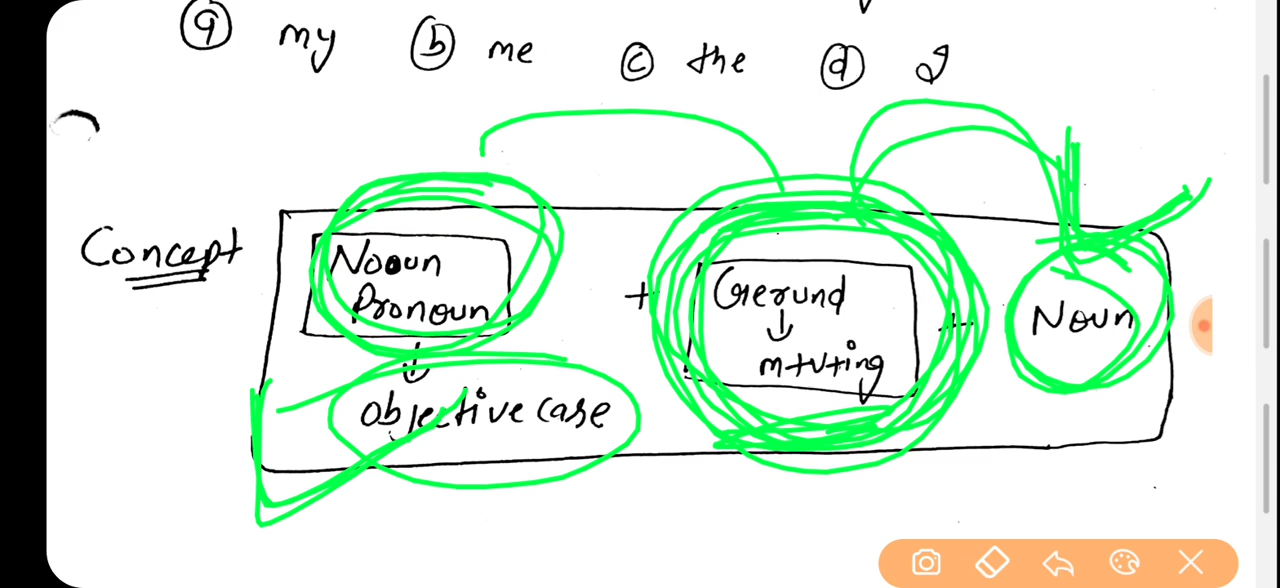 (a) my (b) me (c) the (d) I
Concept
Nooun
Pronoun
+
Gerund
↓
m+v+ing
+
Noun
↓
objective case